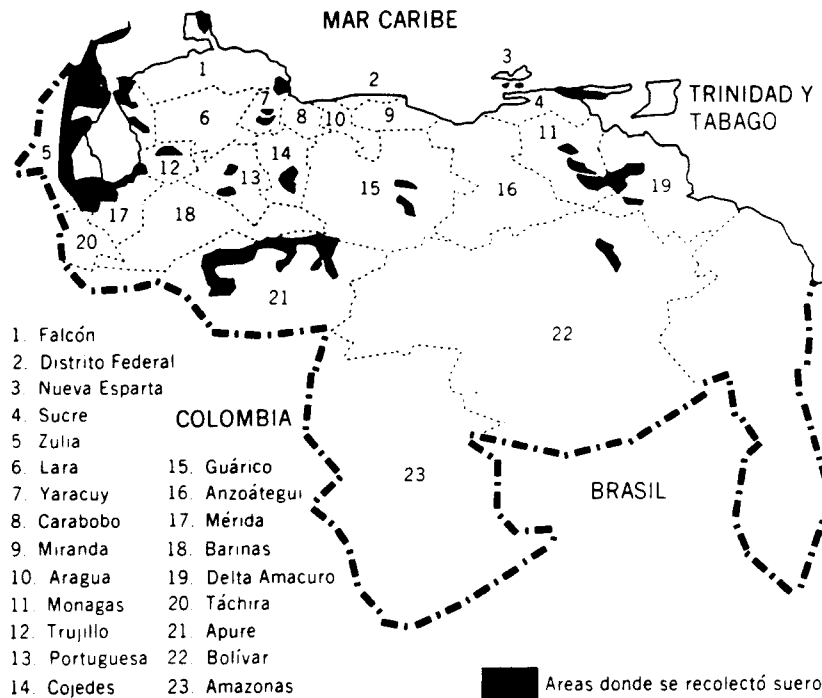 MAR CARIBE
3
1
2
4
TRINIDAD Y
TABAGO
7
6
8
10
9
11
5
12
14
13
15
16
19
17
18
20
21
22
23
COLOMBIA
BRASIL
1. Falcón
2. Distrito Federal
3. Nueva Esparta
4. Sucre
5. Zulia
6. Lara
7. Yaracuy
8. Carabobo
9. Miranda
10. Aragua
11. Monagas
12. Trujillo
13. Portuguesa
14. Cojedes
15. Guárico
16. Anzoátegui
17. Mérida
18. Barinas
19. Delta Amacuro
20. Táchira
21. Apure
22. Bolívar
23. Amazonas
Areas donde se recolectó suero